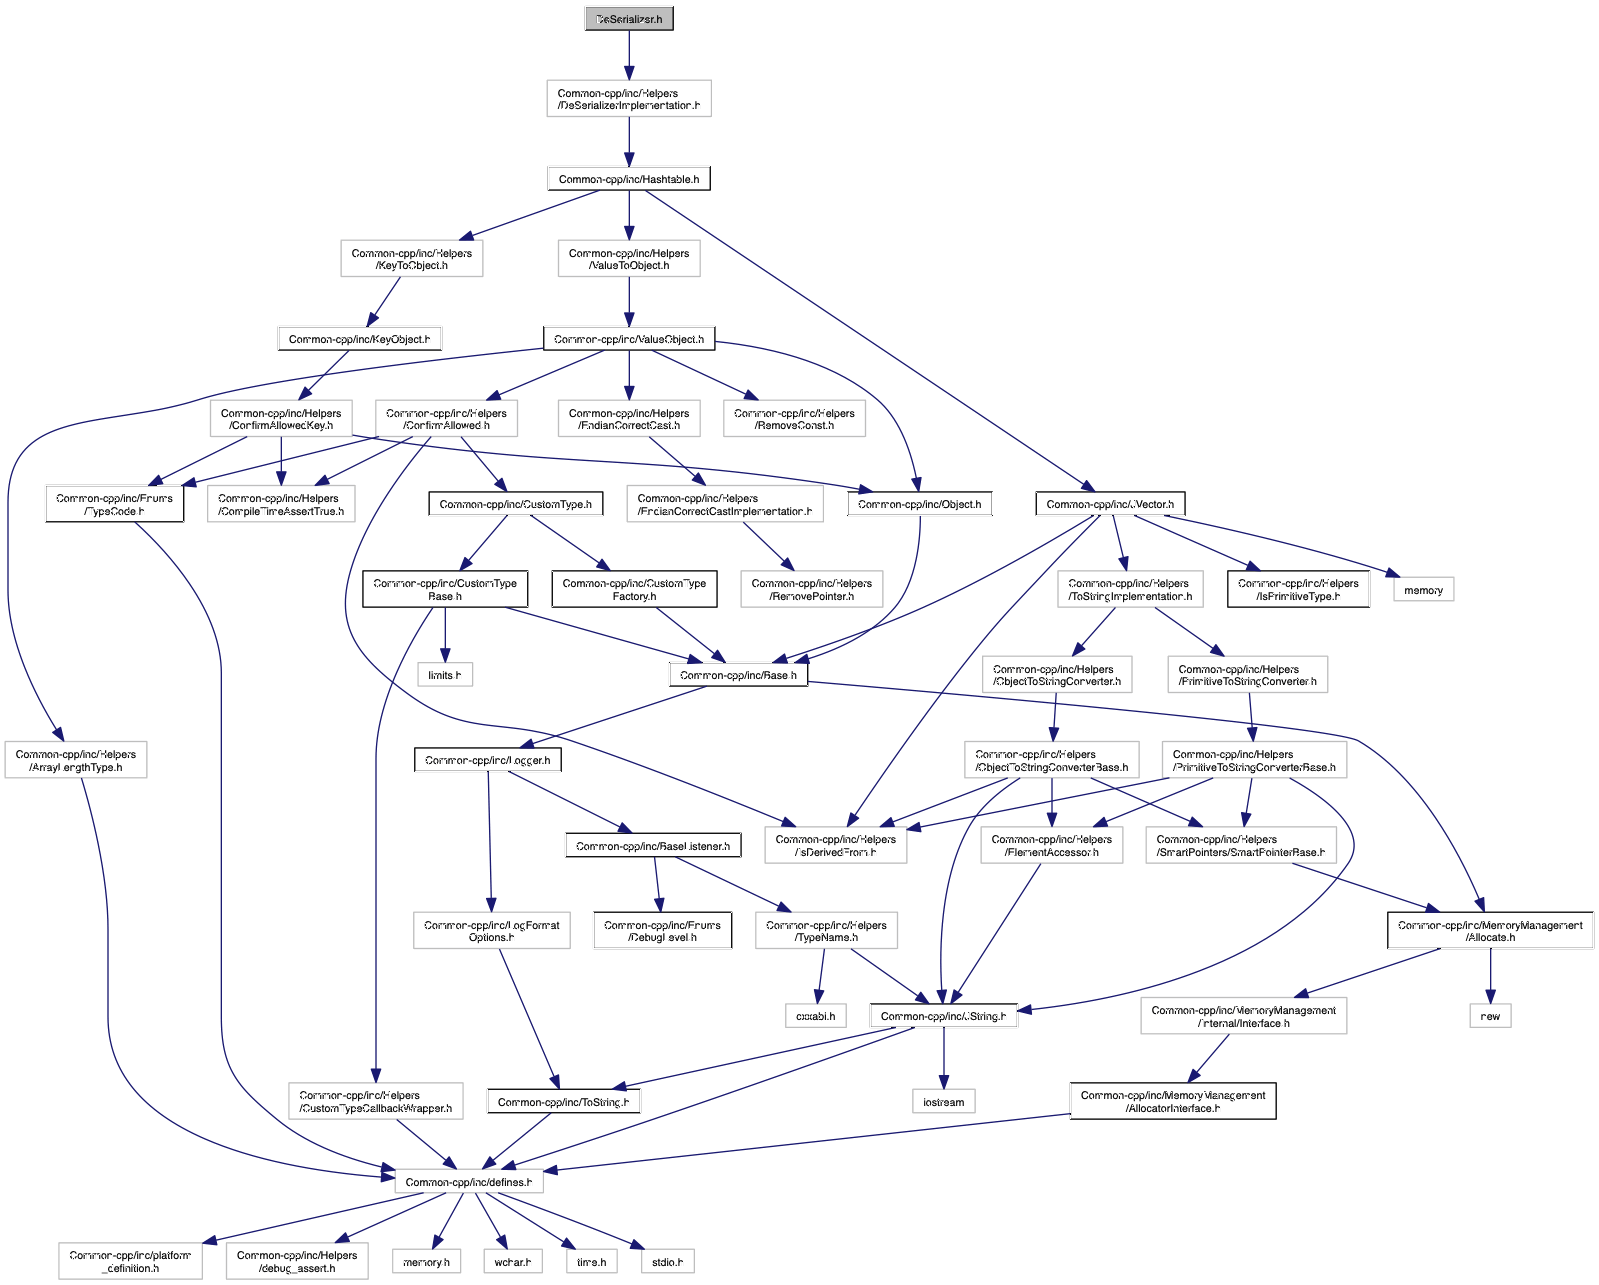 DeSerializer.h
Common-cpp/inc/Helpers
/DeSerializerImplementation.h
Common-cpp/inc/Hashtable.h
Common-cpp/inc/Helpers
/KeyToObject.h
Common-cpp/inc/Helpers
/ValueToObject.h
Common-cpp/inc/KeyObject.h
Common-cpp/inc/ValueObject.h
Common-cpp/inc/Helpers
/ConfirmAllowedKey.h
Common-cpp/inc/Helpers
/ConfirmAllowed.h
Common-cpp/inc/Helpers
/EndianCorrectCast.h
Common-cpp/inc/Helpers
/RemoveConst.h
Common-cpp/inc/Enums
/TypeCode.h
Common-cpp/inc/Helpers
/CompileTimeAssertTrue.h
Common-cpp/inc/CustomType.h
Common-cpp/inc/Helpers
/EndianCorrectCastImplementation.h
Common-cpp/inc/Object.h
Common-cpp/inc/JVector.h
Common-cpp/inc/CustomType
Base.h
Common-cpp/inc/CustomType
Factory.h
Common-cpp/inc/Helpers
/RemovePointer.h
Common-cpp/inc/Helpers
/ToStringImplementation.h
Common-cpp/inc/Helpers
/IsPrimitiveType.h
memory
limits.h
Common-cpp/inc/Base.h
Common-cpp/inc/Helpers
/ObjectToStringConverter.h
Common-cpp/inc/Helpers
/PrimitiveToStringConverter.h
Common-cpp/inc/Helpers
/ArrayLengthType.h
Common-cpp/inc/Logger.h
Common-cpp/inc/Helpers
/ObjectToStringConverterBase.h
Common-cpp/inc/Helpers
/PrimitiveToStringConverterBase.h
Common-cpp/inc/BaseListener.h
Common-cpp/inc/Helpers
/IsDerivedFrom.h
Common-cpp/inc/Helpers
/ElementAccessor.h
Common-cpp/inc/Helpers
/SmartPointers/SmartPointerBase.h
Common-cpp/inc/LogFormat
Options.h
Common-cpp/inc/Enums
/DebugLevel.h
Common-cpp/inc/Helpers
/TypeName.h
Common-cpp/inc/MemoryManagement
/Allocate.h
cxxabi.h
Common-cpp/inc/JString.h
Common-cpp/inc/MemoryManagement
/Internal/Interface.h
new
Common-cpp/inc/Helpers
/CustomTypeCallbackWrapper.h
Common-cpp/inc/ToString.h
iostream
Common-cpp/inc/MemoryManagement
/AllocatorInterface.h
Common-cpp/inc/defines.h
Common-cpp/inc/platform
_definition.h
Common-cpp/inc/Helpers
/debug_assert.h
memory.h
wchar.h
time.h
stdio.h